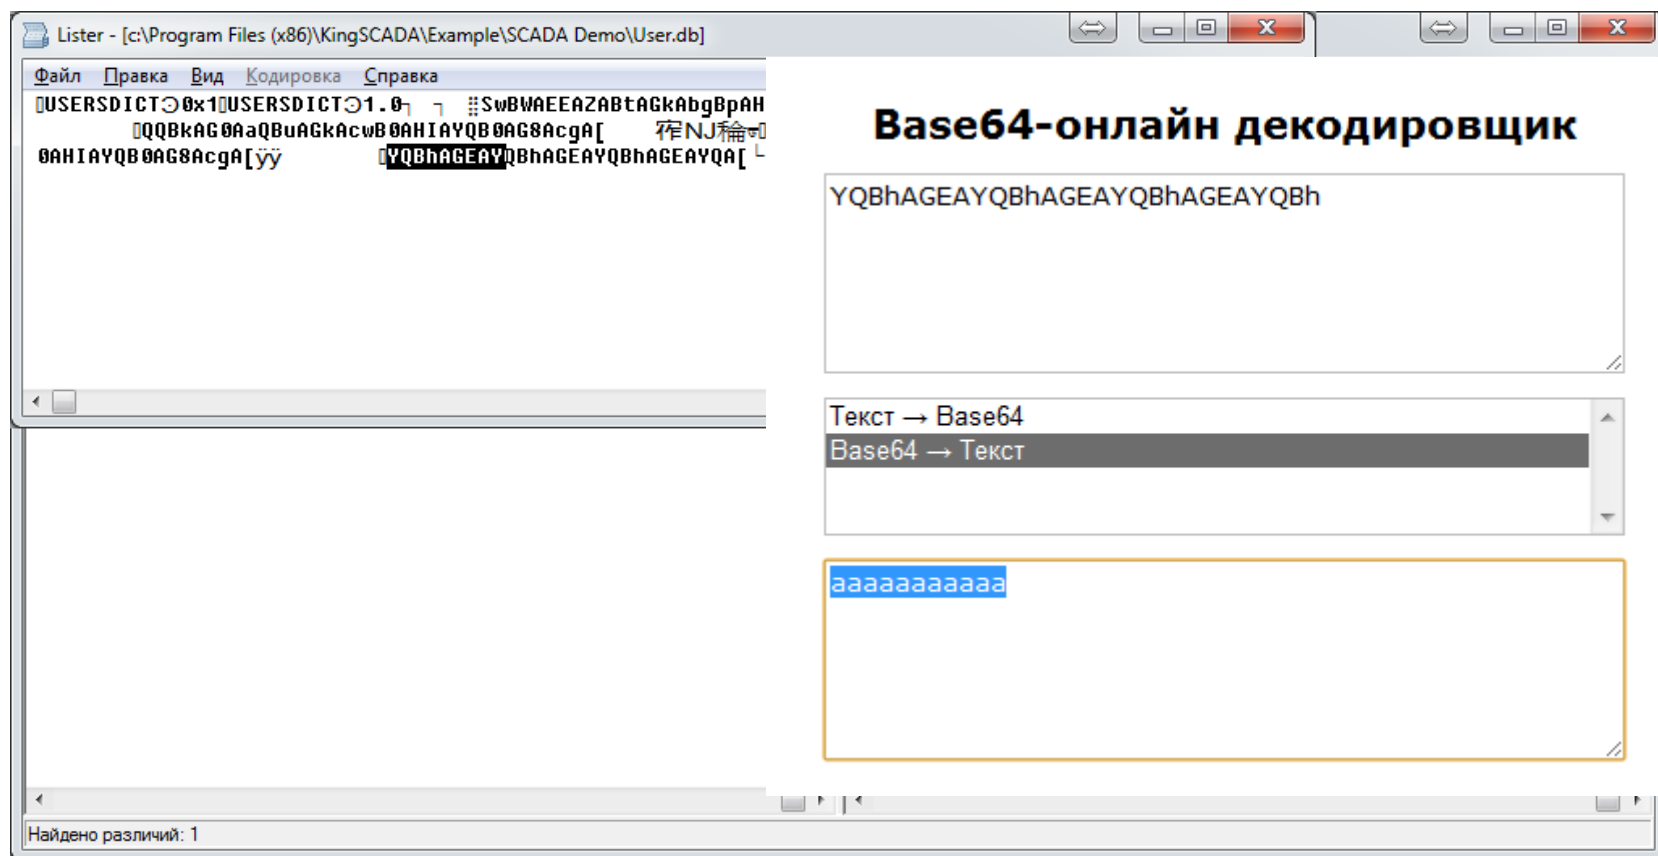 Lister - [c:\Program Files (x86)\KingSCADA\Example\SCADA Demo\User.db]
Файл Правка Вид Кодировка Справка
USERSDICT 0x1 USERSDICT 1.0 SwBWAEEAZABtAGkAbgBpAH
QQBkAG0AaQBuAGkAcwB0AHIAYQB0AG8AcgA[ NJ
0AHIAYQB0AG8AcgA[ÿÿ YQBhAGEAYQBhAGEAYQBhAGEAYQA[
Base64-онлайн декодировщик
YQBhAGEAYQBhAGEAYQBhAGEAYQBh
Текст → Base64
Base64 → Текст
aaaaaaaaaaa
Найдено различий: 1